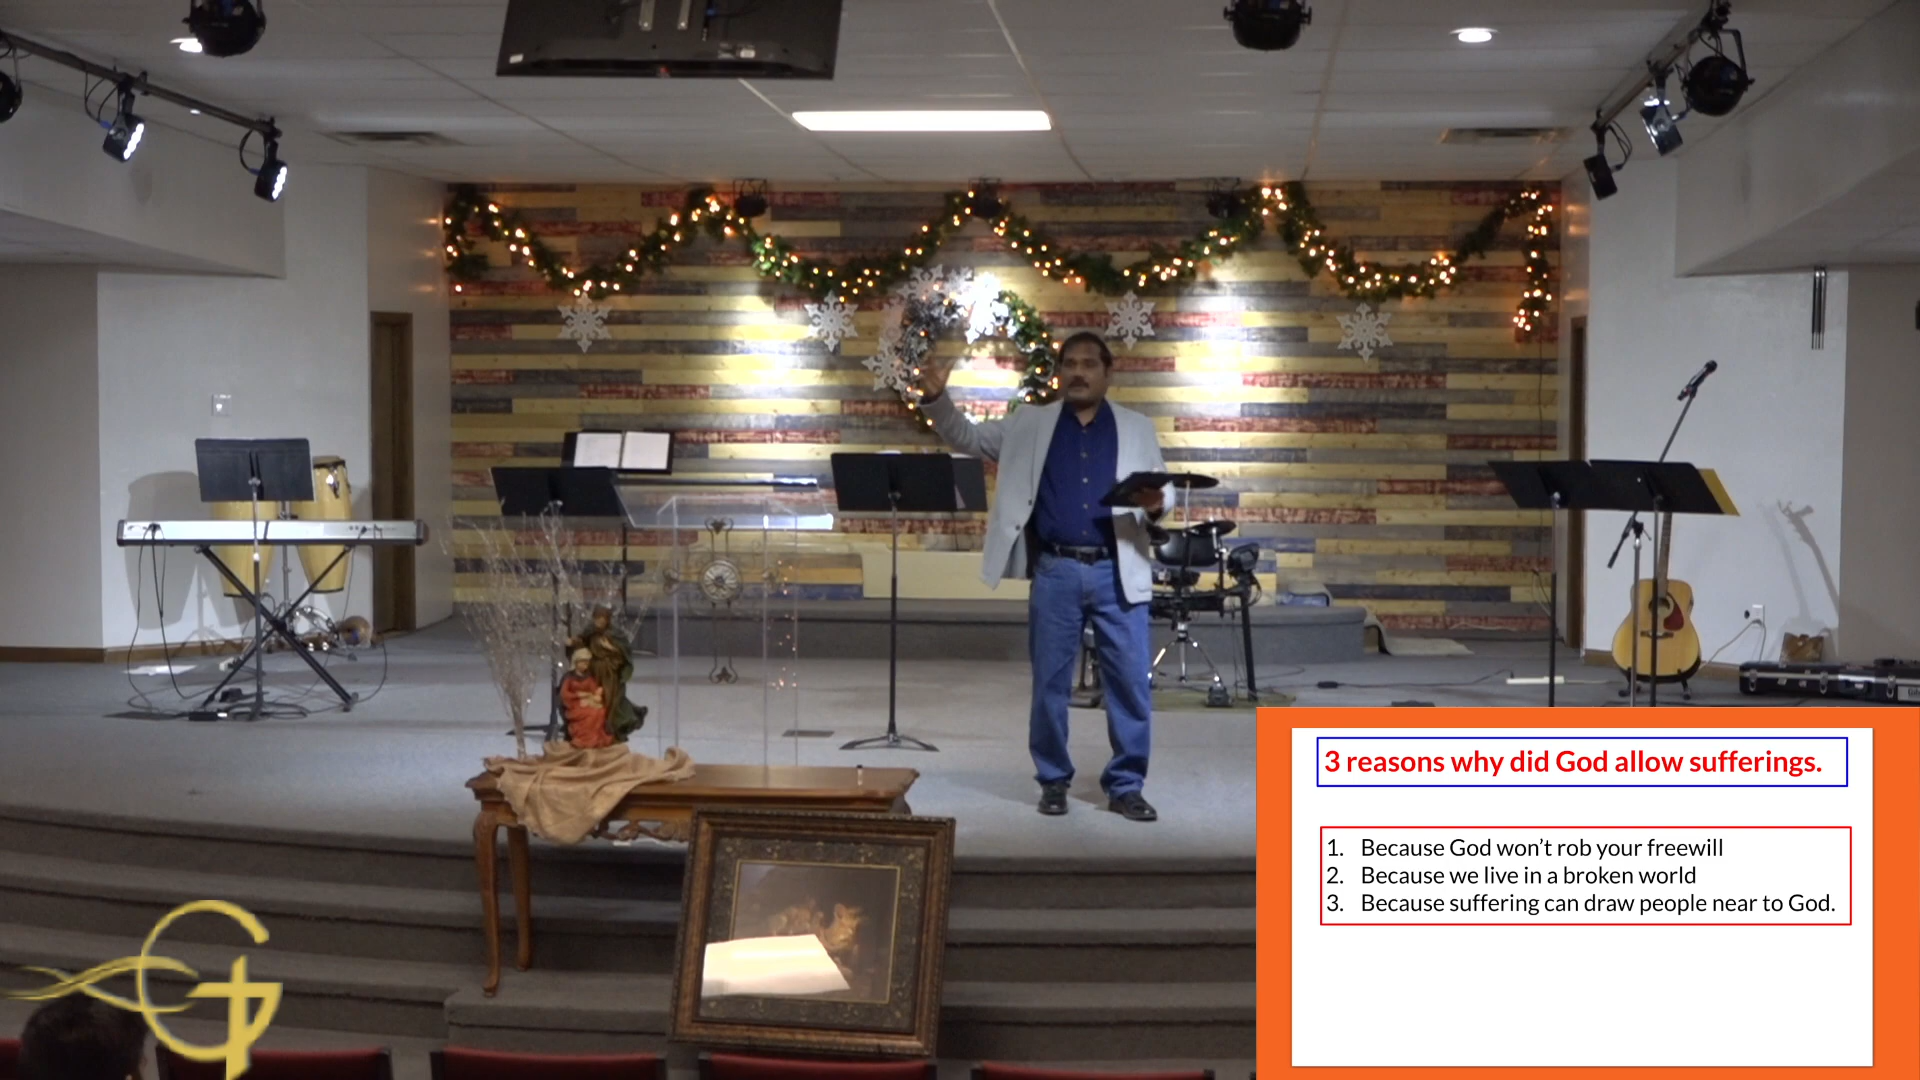 3 reasons why did God allow sufferings.
1. Because God won't rob your freewill
2. Because we live in a broken world
3. Because suffering can draw people near to God.